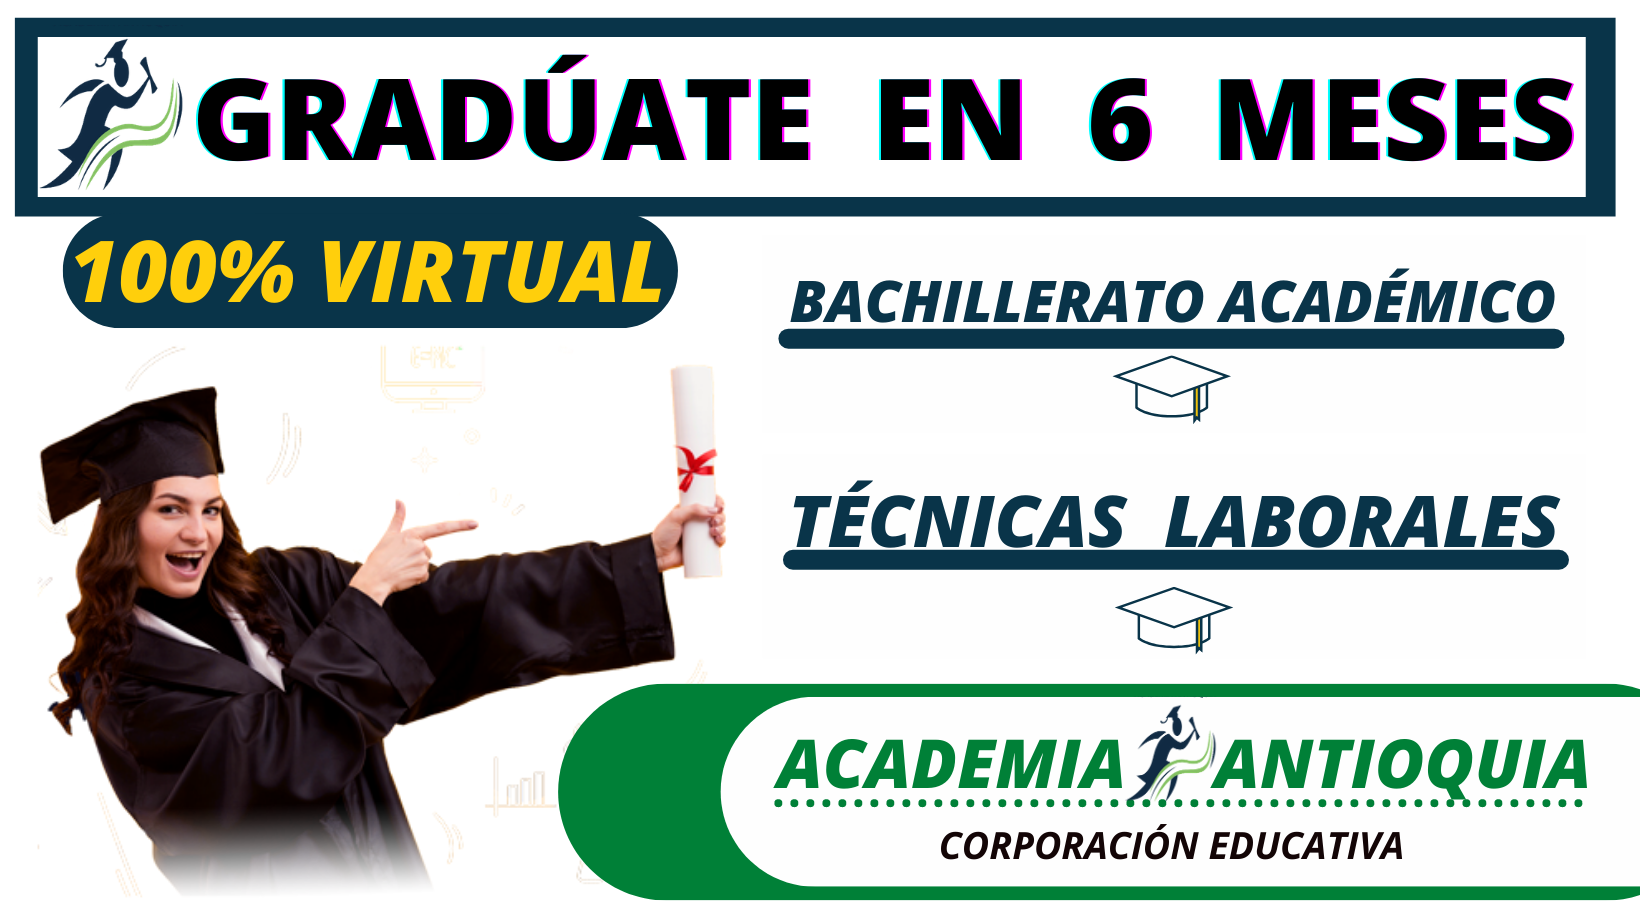 GRADÚATE EN 6 MESES
100% VIRTUAL
BACHILLERATO ACADÉMICO
TÉCNICAS LABORALES
ACADEMIA ANTIOQUIA
CORPORACIÓN EDUCATIVA